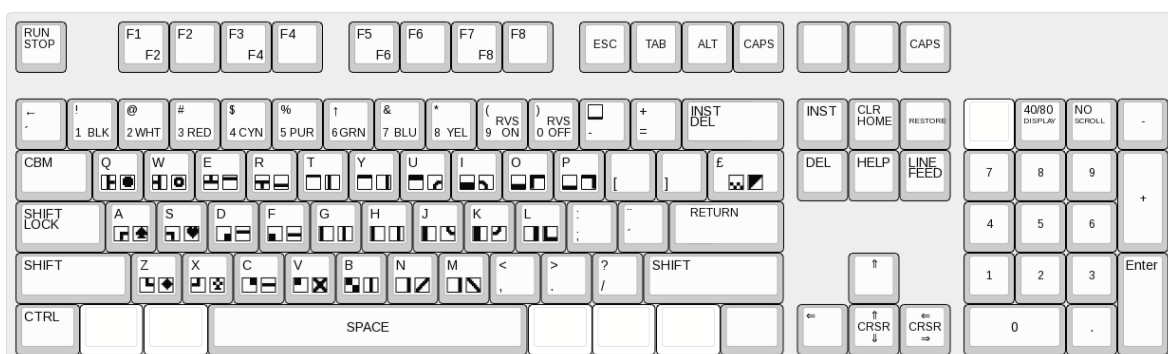 RUN STOP F1 F2 F2 F3 F4 F4 F5 F6 F6 F7 F8 F8 ESC TAB ALT CAPS CAPS
← ´ ! 1 BLK @ 2 WHT # 3 RED $ 4 CYN % 5 PUR ↑ 6 GRN & 7 BLU * 8 YEL ( 9 RVS ON ) 0 RVS OFF - + = INST DEL INST CLR HOME RESTORE 40/80 DISPLAY NO SCROLL -
CBM Q W E R T Y U I O P [ ] £ DEL HELP LINE FEED 7 8 9 +
SHIFT LOCK A S D F G H J K L : ; ¨ ´ RETURN 4 5 6
SHIFT Z X C V B N M < , > . ? / SHIFT ⇑ 1 2 3 Enter
CTRL SPACE ⇐ ⇑ CRSR ⇓ ⇐ CRSR ⇒ 0 .